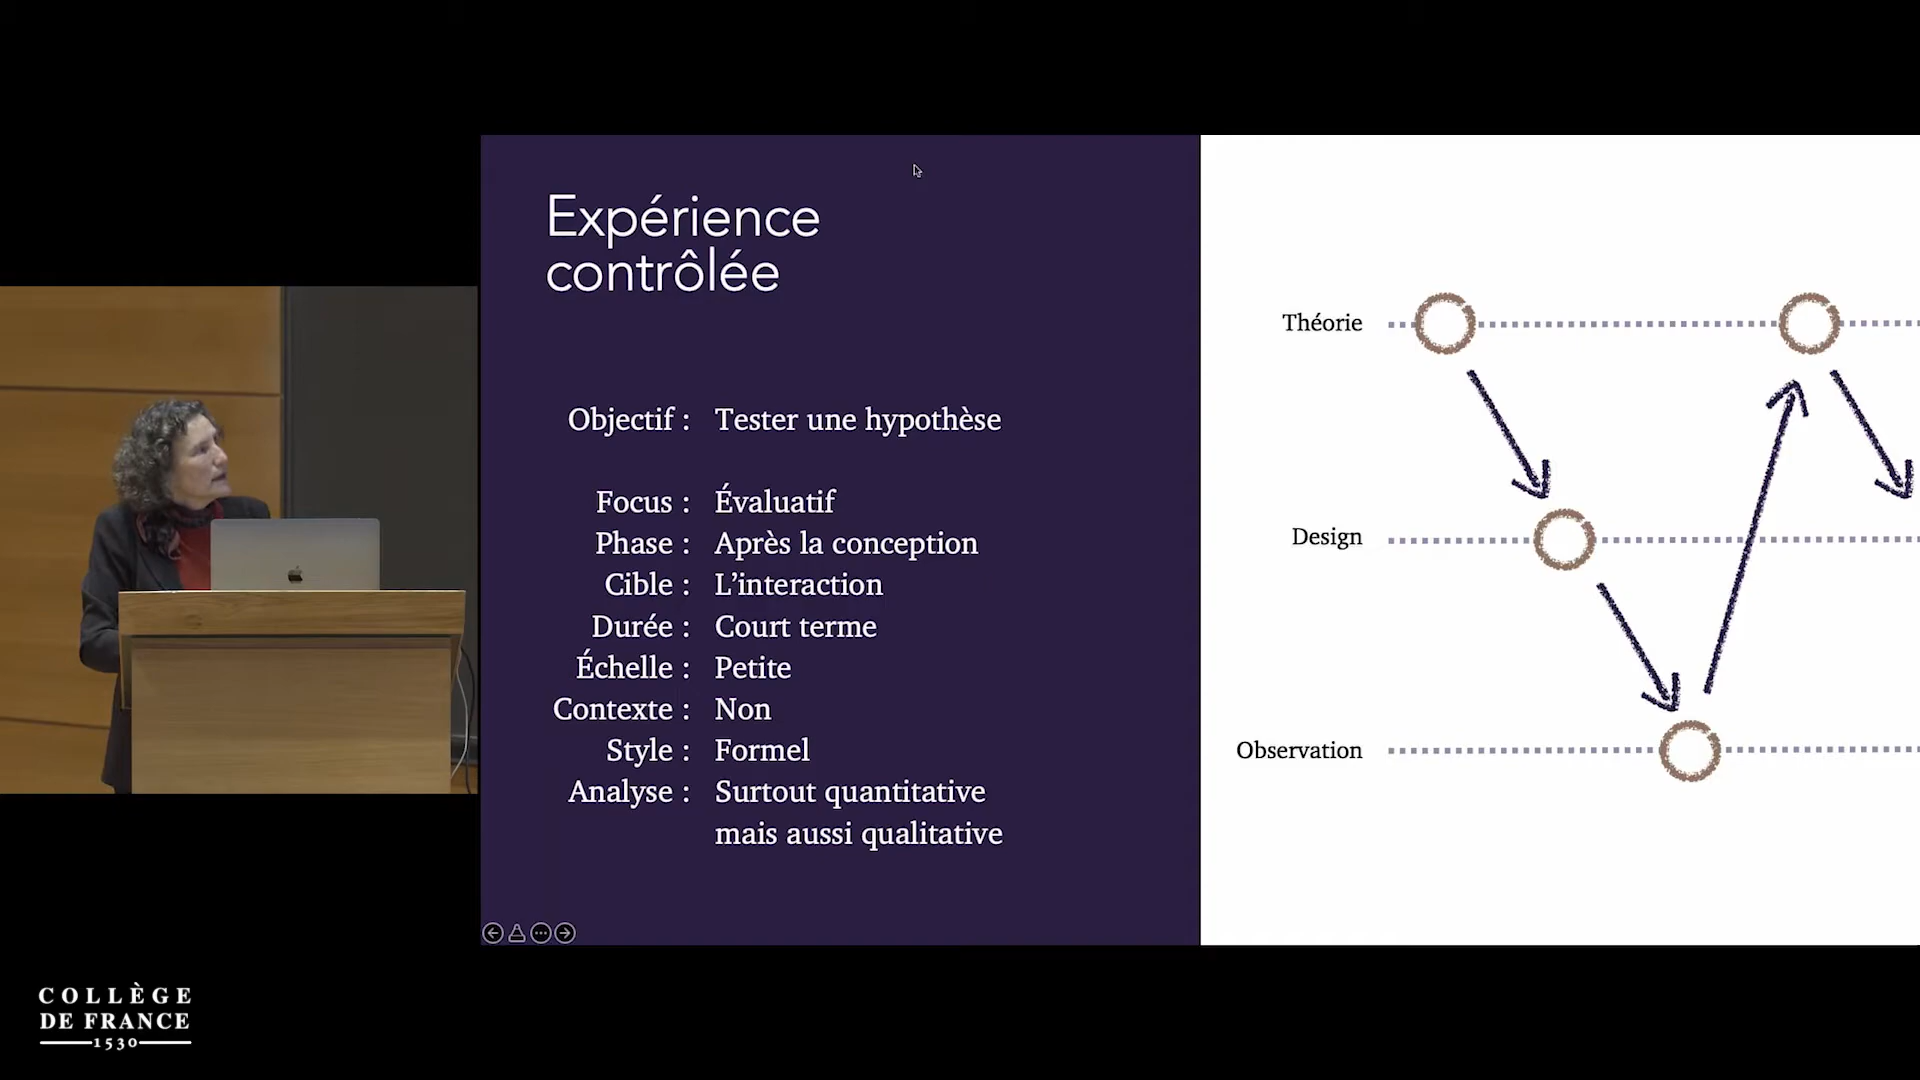 Expérience
contrôlée
Objectif : Tester une hypothèse
Focus : Évaluatif
Phase : Après la conception
Cible : L’interaction
Durée : Court terme
Échelle : Petite
Contexte : Non
Style : Formel
Analyse : Surtout quantitative
mais aussi qualitative
Théorie
Design
Observation
COLLÈGE
DE FRANCE
1530